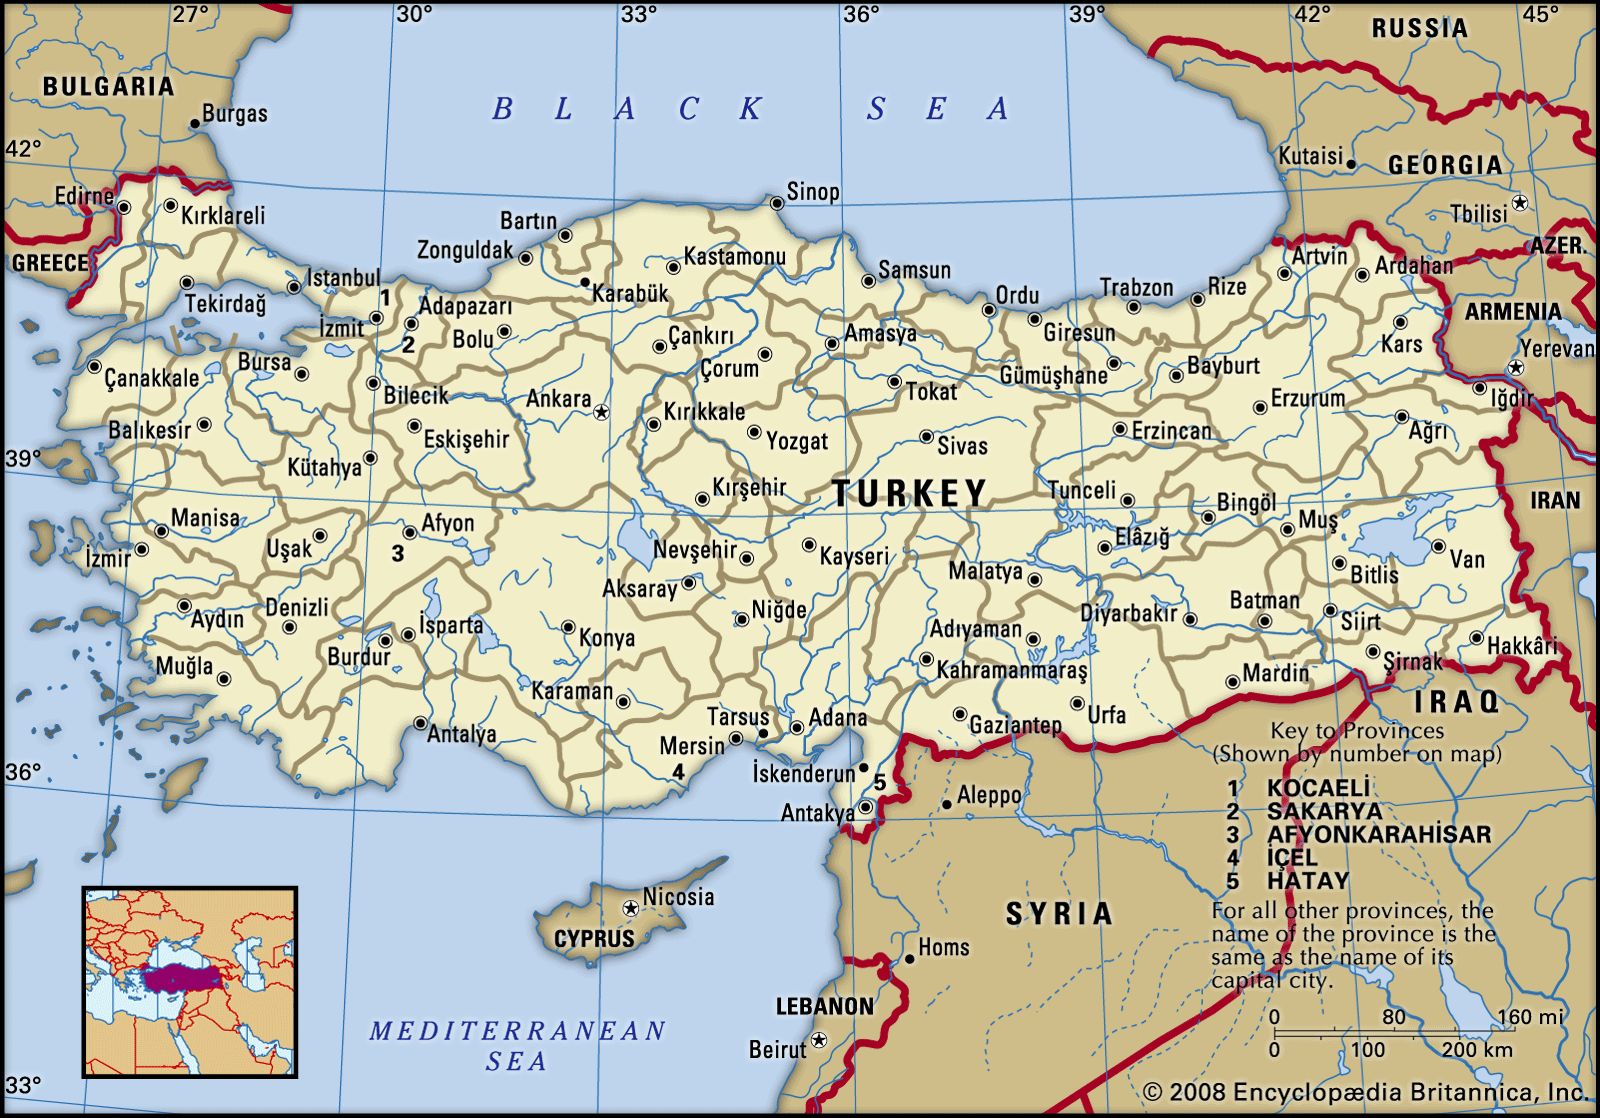 27°
30°
33°
36°
39°
42°
45°
RUSSIA
BULGARIA
Burgas
BLACK SEA
42°
Kutaisi
GEORGIA
Tbilisi
Edirne
Kırklareli
Sinop
Bartın
Zonguldak
GREECE
AZER.
Tekirdağ
Istanbul
1
Adapazarı
Karabük
Kastamonu
Samsun
Ordu
Trabzon
Rize
Artvin
Ardahan
ARMENIA
İzmit
2
Bolu
Çankırı
Amasya
Giresun
Kars
Yerevan
Çanakkale
Bursa
Bilecik
Ankara
Çorum
Tokat
Gümüşhane
Bayburt
Erzurum
Iğdır
Balıkesir
Eskişehir
Kırıkkale
Yozgat
Sivas
Erzincan
Ağrı
39°
Kütahya
Kırşehir
TURKEY
Tunceli
Bingöl
Muş
IRAN
Manisa
İzmir
Uşak
Afyon
3
Nevşehir
Kayseri
Elâzığ
Van
Aksaray
Malatya
Bitlis
Aydın
Denizli
İsparta
Konya
Niğde
Adıyaman
Diyarbakır
Batman
Siirt
Burdur
Muğla
Kahramanmaraş
Hakkâri
Şirnak
Mardin
Karaman
Tarsus
Adana
Gaziantep
Urfa
IRAQ
Antalya
Mersin
4
36°
İskenderun
5
Antakya
Aleppo
Key to Provinces
(Shown by number on map)
1 KOCAELİ
2 SAKARYA
3 AFYONKARAHİSAR
4 İÇEL
5 HATAY
For all other provinces, the
name of the province is the
same as the name of its
capital city.
Nicosia
CYPRUS
SYRIA
Homs
LEBANON
Beirut
MEDITERRANEAN
SEA
0 80 160 mi
0 100 200 km
33°
© 2008 Encyclopædia Britannica, Inc.